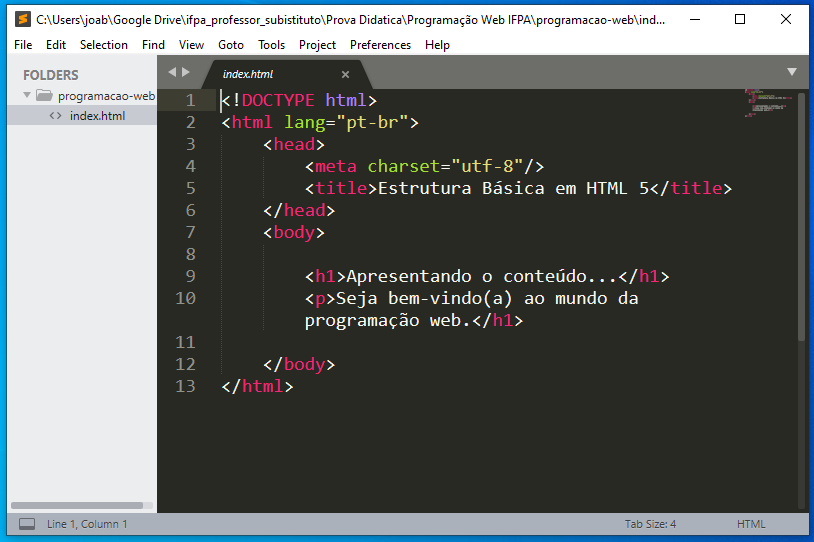 C:\Users\joab\Google Drive\ifpa_professor_subistituto\Prova Didatica\Programação Web IFPA\programacao-web\ind...
File Edit Selection Find View Goto Tools Project Preferences Help
FOLDERS
programacao-web
index.html
index.html
1 <!DOCTYPE html>
2 <html lang="pt-br">
3 <head>
4 <meta charset="utf-8"/>
5 <title>Estrutura Básica em HTML 5</title>
6 </head>
7 <body>
8
9 <h1>Apresentando o conteúdo...</h1>
10 <p>Seja bem-vindo(a) ao mundo da
programação web.</h1>
11
12 </body>
13 </html>
Line 1, Column 1
Tab Size: 4
HTML